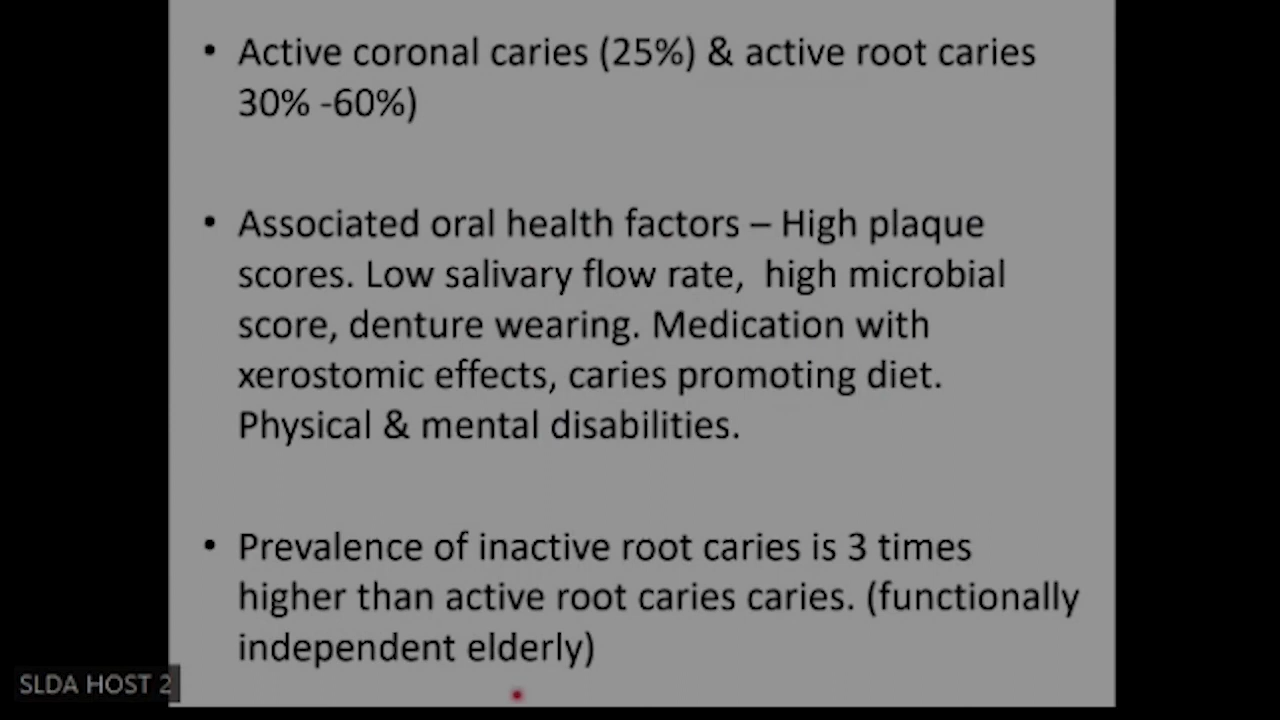 • Active coronal caries (25%) & active root caries
30% -60%)
• Associated oral health factors – High plaque
scores. Low salivary flow rate,  high microbial
score, denture wearing. Medication with
xerostomic effects, caries promoting diet.
Physical & mental disabilities.
• Prevalence of inactive root caries is 3 times
higher than active root caries caries. (functionally
independent elderly)
SLDA HOST 2